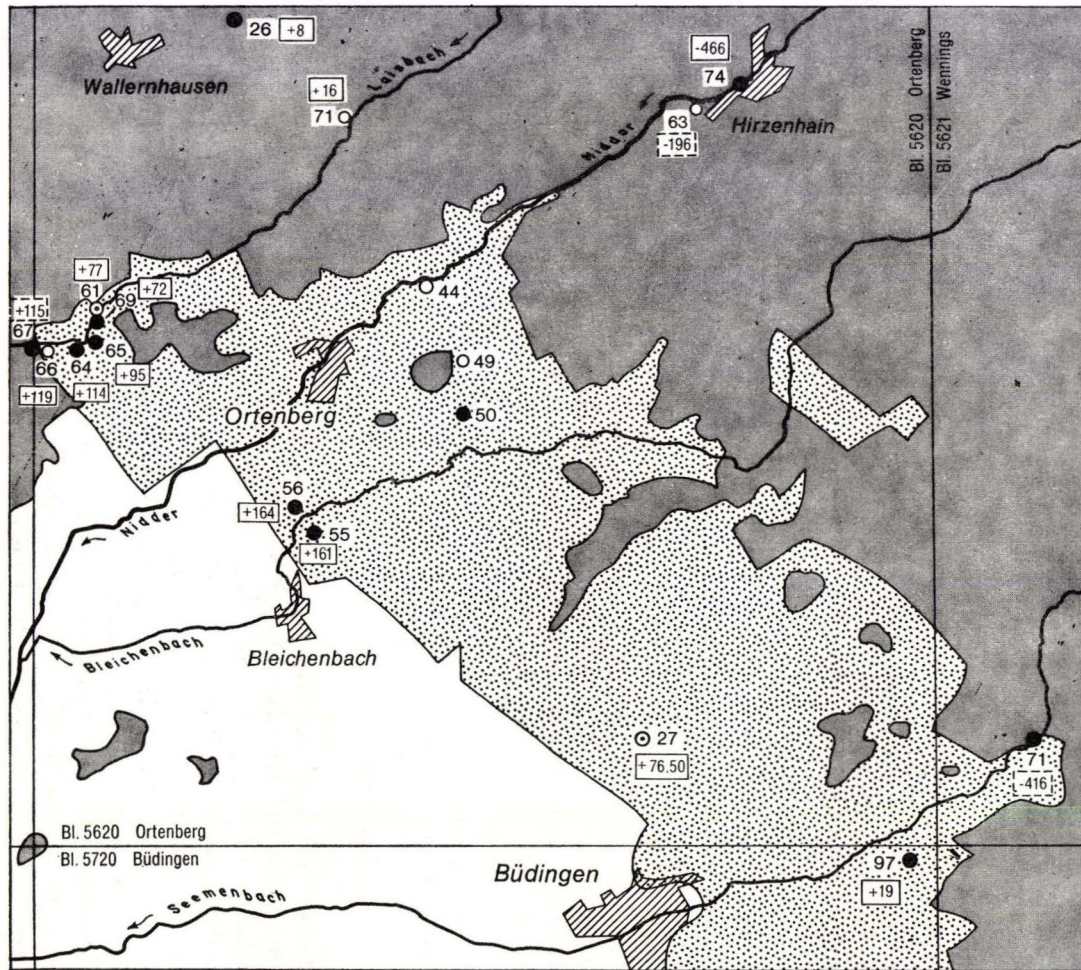 26 +8
Wallernhausen
Laisbach
+16
71
-466
74
63
-196
Hirzenhain
Nidder
Bl. 5620 Ortenberg
Bl. 5621 Wennings
+77
61
69
+72
+115
67
66
64
65
+95
+119
+114
44
49
50
Ortenberg
56
+164
55
+161
Nidder
Bleichenbach
Bleichenbach
27
+76.50
71
-416
Bl. 5620 Ortenberg
Bl. 5720 Büdingen
Büdingen
97
+19
Seemenbach